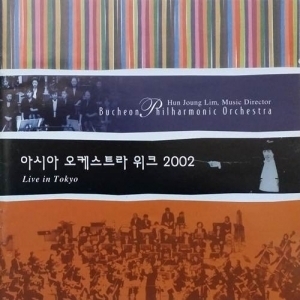 Hun Joung Lim, Music Director
Bucheon Philharmonic Orchestra
아시아 오케스트라 위크 2002
Live in Tokyo